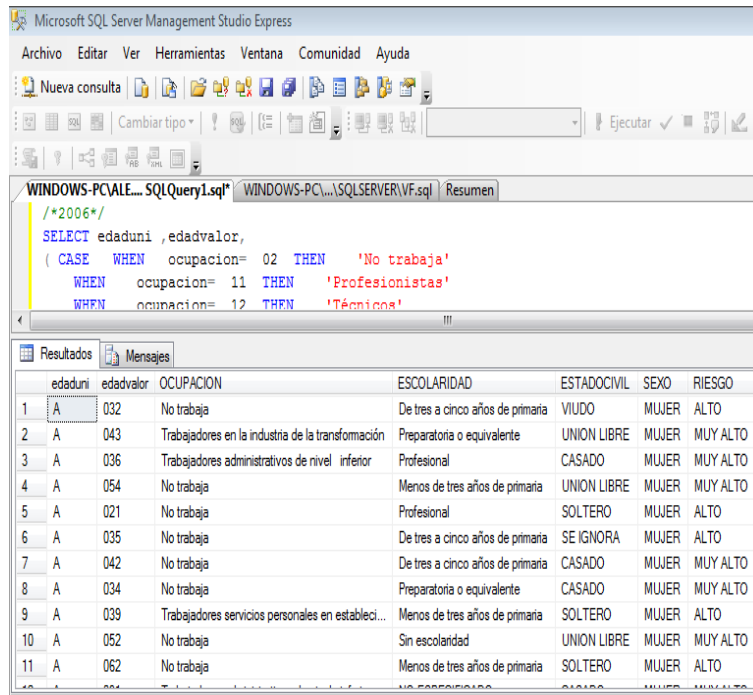 Microsoft SQL Server Management Studio Express
Archivo Editar Ver Herramientas Ventana Comunidad Ayuda
Nueva consulta
Cambiar tipo Ejecutar
WINDOWS-PC\ALE.... SQLQuery1.sql* WINDOWS-PC\...\SQLSERVER\VF.sql Resumen
/*2006*/
SELECT edaduni ,edadvalor,
( CASE WHEN ocupacion= 02 THEN 'No trabaja'
WHEN ocupacion= 11 THEN 'Profesionistas'
WHEN ocupacion= 12 THEN 'Técnicos'
Resultados Mensajes
edaduni edadvalor OCUPACION ESCOLARIDAD ESTADOCIVIL SEXO RIESGO
1 A 032 No trabaja De tres a cinco años de primaria VIUDO MUJER ALTO
2 A 043 Trabajadores en la industria de la transformación Preparatoria o equivalente UNION LIBRE MUJER MUY ALTO
3 A 036 Trabajadores administrativos de nivel inferior Profesional CASADO MUJER MUY ALTO
4 A 054 No trabaja Menos de tres años de primaria UNION LIBRE MUJER MUY ALTO
5 A 021 No trabaja Profesional SOLTERO MUJER ALTO
6 A 035 No trabaja De tres a cinco años de primaria SE IGNORA MUJER ALTO
7 A 042 No trabaja De tres a cinco años de primaria CASADO MUJER MUY ALTO
8 A 034 No trabaja Preparatoria o equivalente CASADO MUJER MUY ALTO
9 A 039 Trabajadores servicios personales en estableci... Menos de tres años de primaria SOLTERO MUJER ALTO
10 A 052 No trabaja Sin escolaridad UNION LIBRE MUJER MUY ALTO
11 A 062 No trabaja Menos de tres años de primaria SOLTERO MUJER ALTO